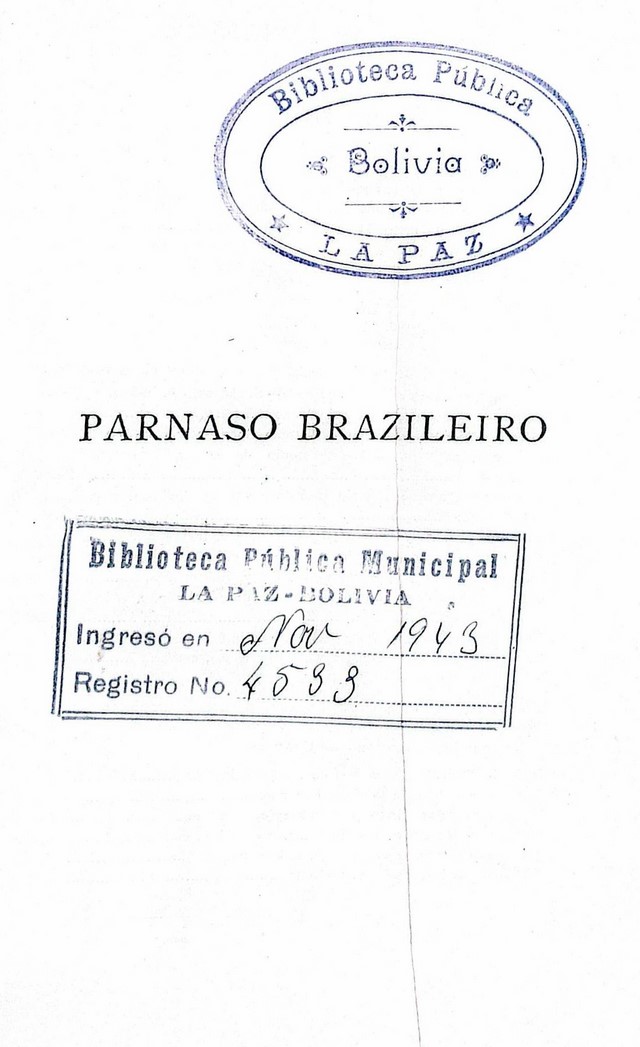 Biblioteca Pública
Bolivia
LA PAZ
PARNASO BRAZILEIRO
Biblioteca Pública Municipal
LA PAZ-BOLIVIA
Ingresó en Nov 1943
Registro No. 4533